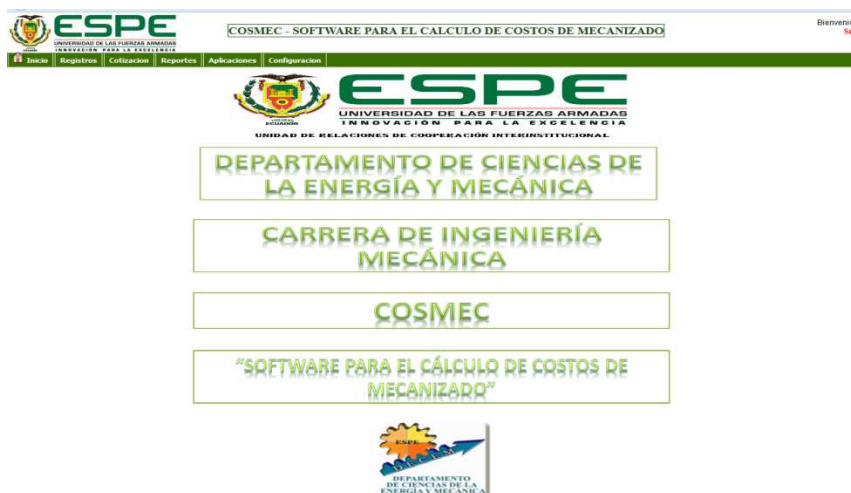 ESPE
UNIVERSIDAD DE LAS FUERZAS ARMADAS
INNOVACIÓN PARA LA EXCELENCIA
COSMEC - SOFTWARE PARA EL CALCULO DE COSTOS DE MECANIZADO
Inicio Registros Cotizacion Reportes Aplicaciones Configuracion
ESPE
UNIVERSIDAD DE LAS FUERZAS ARMADAS
INNOVACIÓN PARA LA EXCELENCIA
ECUADOR
UNIDAD DE RELACIONES DE COOPERACIÓN INTERINSTITUCIONAL
DEPARTAMENTO DE CIENCIAS DE
LA ENERGÍA Y MECÁNICA
CARRERA DE INGENIERÍA
MECÁNICA
COSMEC
“SOFTWARE PARA EL CÁLCULO DE COSTOS DE
MECANIZADO”
ESPE
DECEM
DEPARTAMENTO
DE CIENCIAS DE LA
ENERGÍA Y MECÁNICA